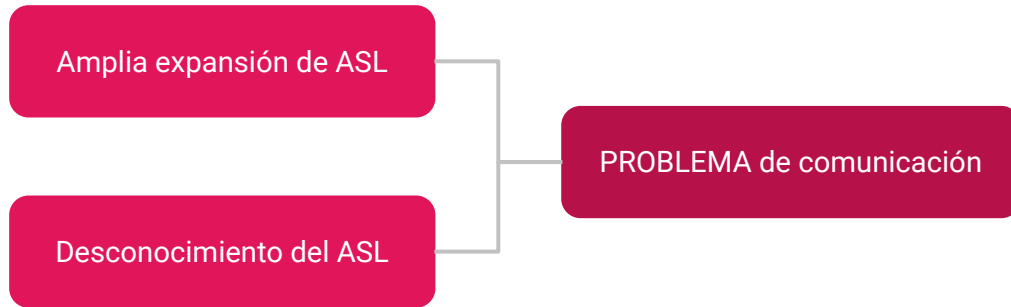 Amplia expansión de ASL
PROBLEMA de comunicación
Desconocimiento del ASL